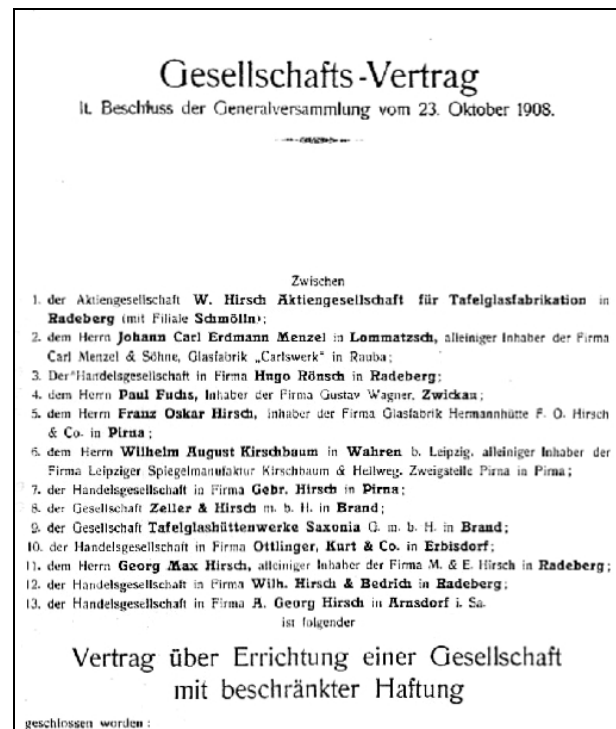 Gesellschafts-Vertrag
lt. Beschluss der Generalversammlung vom 23. Oktober 1908.
Zwischen
1. der Aktiengesellschaft W. Hirsch Aktiengesellschaft für Tafelglasfabrikation in
Radeberg (mit Filiale Schmölln);
2. dem Herrn Johann Carl Erdmann Menzel in Lommatzsch, alleiniger Inhaber der Firma
Carl Menzel & Söhne, Glasfabrik „Carlswerk" in Rauba;
3. Der Handelsgesellschaft in Firma Hugo Rönsch in Radeberg;
4. dem Herrn Paul Fuchs, Inhaber der Firma Gustav Wagner, Zwickau;
5. dem Herrn Franz Oskar Hirsch, Inhaber der Firma Glasfabrik Hermannhütte F. O. Hirsch
& Co. in Pirna;
6. dem Herrn Wilhelm August Kirschbaum in Wahren b. Leipzig, alleiniger Inhaber der
Firma Leipziger Spiegelmanufaktur Kirschbaum & Hellweg, Zweigstelle Pirna in Pirna;
7. der Handelsgesellschaft in Firma Gebr. Hirsch in Pirna;
8. der Gesellschaft Zeller & Hirsch m. b. H. in Brand;
9. der Gesellschaft Tafelglashüttenwerke Saxonia G. m. b. H. in Brand;
10. der Handelsgesellschaft in Firma Ottlinger, Kurt & Co. in Erbisdorf;
11. dem Herrn Georg Max Hirsch, alleiniger Inhaber der Firma M. & E. Hirsch in Radeberg;
12. der Handelsgesellschaft in Firma Wilh. Hirsch & Bedrich in Radeberg;
13. der Handelsgesellschaft in Firma A. Georg Hirsch in Arnsdorf i. Sa.
ist folgender
Vertrag über Errichtung einer Gesellschaft
mit beschränkter Haftung
geschlossen worden: